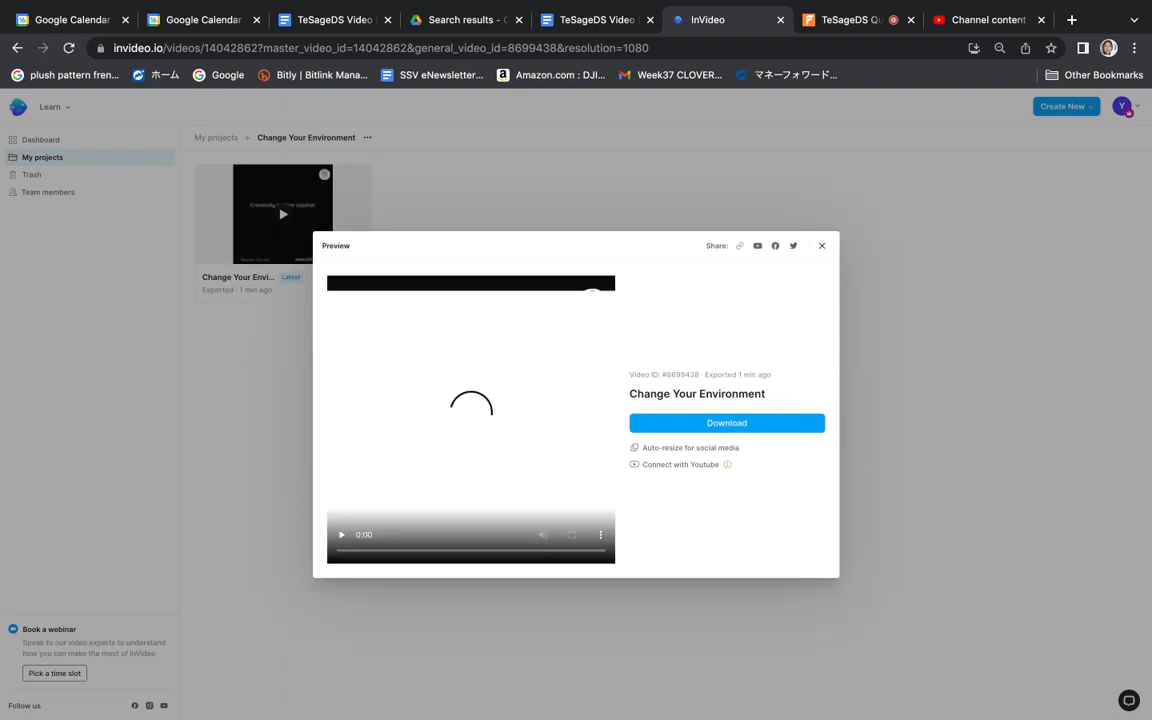 Google Calendar
Google Calendar
TeSageDS Video
Search results -
TeSageDS Video
InVideo
TeSageDS Qu
Channel content
invideo.io/videos/14042862?master_video_id=14042862&general_video_id=8699438&resolution=1080
plush pattern fren...
ホーム
Google
Bitly | Bitlink Mana...
SSV eNewsletter...
Amazon.com : DJI...
Week37 CLOVER...
マネーフォワード...
Other Bookmarks
Learn
Create New
Y
Dashboard
My projects
Trash
Team members
My projects > Change Your Environment ...
Change Your Envi...
Latest
Exported · 1 min ago
Preview
Share:
0:00
Video ID: #8699438 · Exported 1 min ago
Change Your Environment
Download
Auto-resize for social media
Connect with Youtube
Book a webinar
Speak to our video experts to understand
how you can make the most of InVideo
Pick a time slot
Follow us